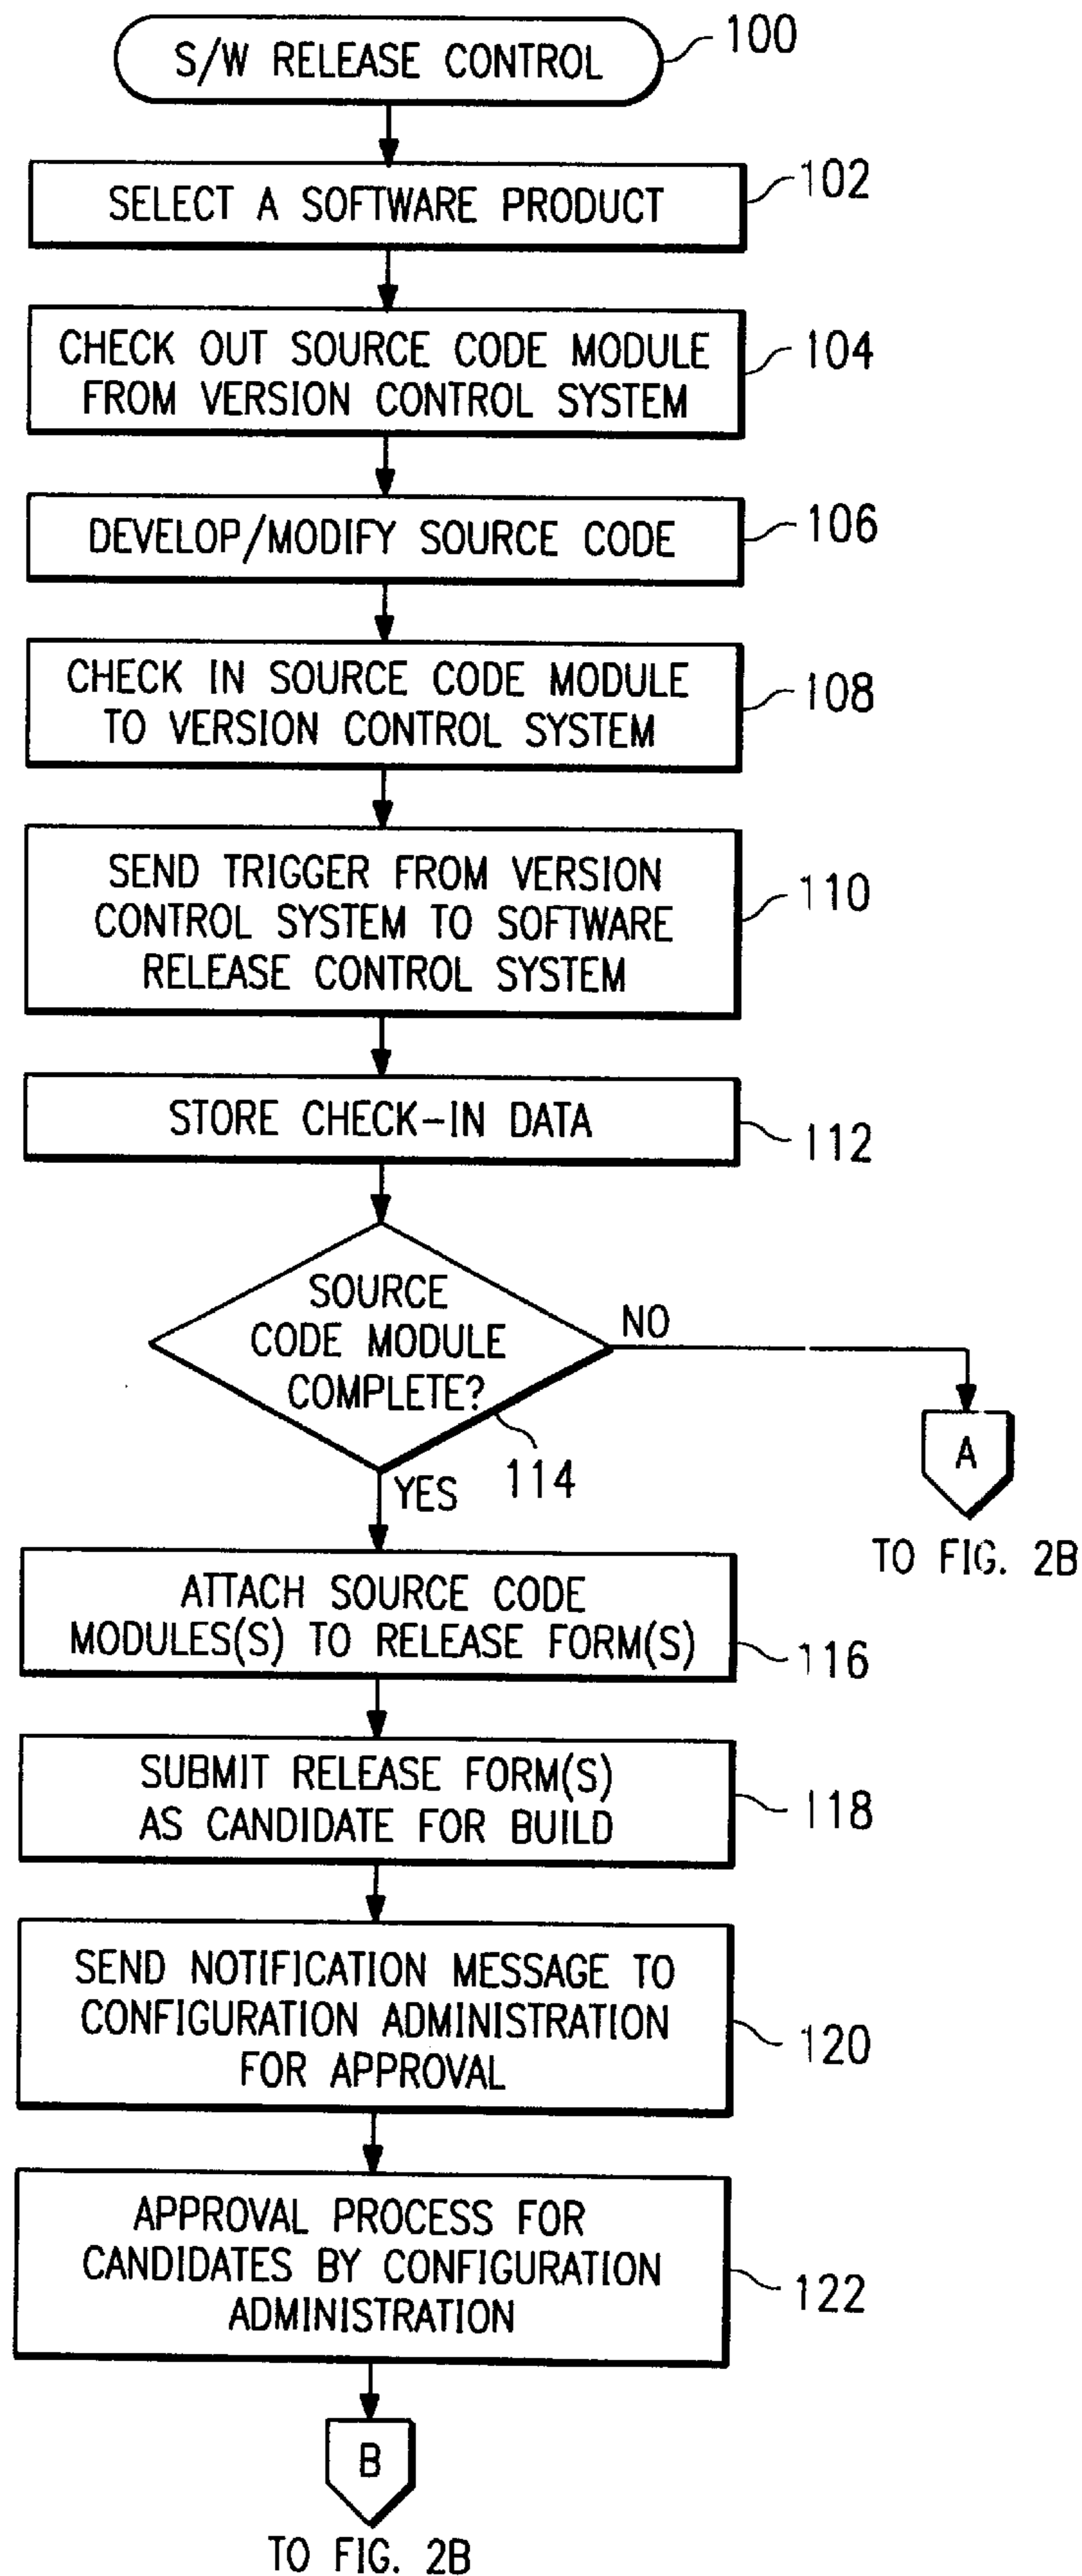 S/W RELEASE CONTROL
100
SELECT A SOFTWARE PRODUCT
102
CHECK OUT SOURCE CODE MODULE
FROM VERSION CONTROL SYSTEM
104
DEVELOP/MODIFY SOURCE CODE
106
CHECK IN SOURCE CODE MODULE
TO VERSION CONTROL SYSTEM
108
SEND TRIGGER FROM VERSION
CONTROL SYSTEM TO SOFTWARE
RELEASE CONTROL SYSTEM
110
STORE CHECK-IN DATA
112
SOURCE
CODE MODULE
COMPLETE?
114
NO
A
TO FIG. 2B
YES
ATTACH SOURCE CODE
MODULES(S) TO RELEASE FORM(S)
116
SUBMIT RELEASE FORM(S)
AS CANDIDATE FOR BUILD
118
SEND NOTIFICATION MESSAGE TO
CONFIGURATION ADMINISTRATION
FOR APPROVAL
120
APPROVAL PROCESS FOR
CANDIDATES BY CONFIGURATION
ADMINISTRATION
122
B
TO FIG. 2B